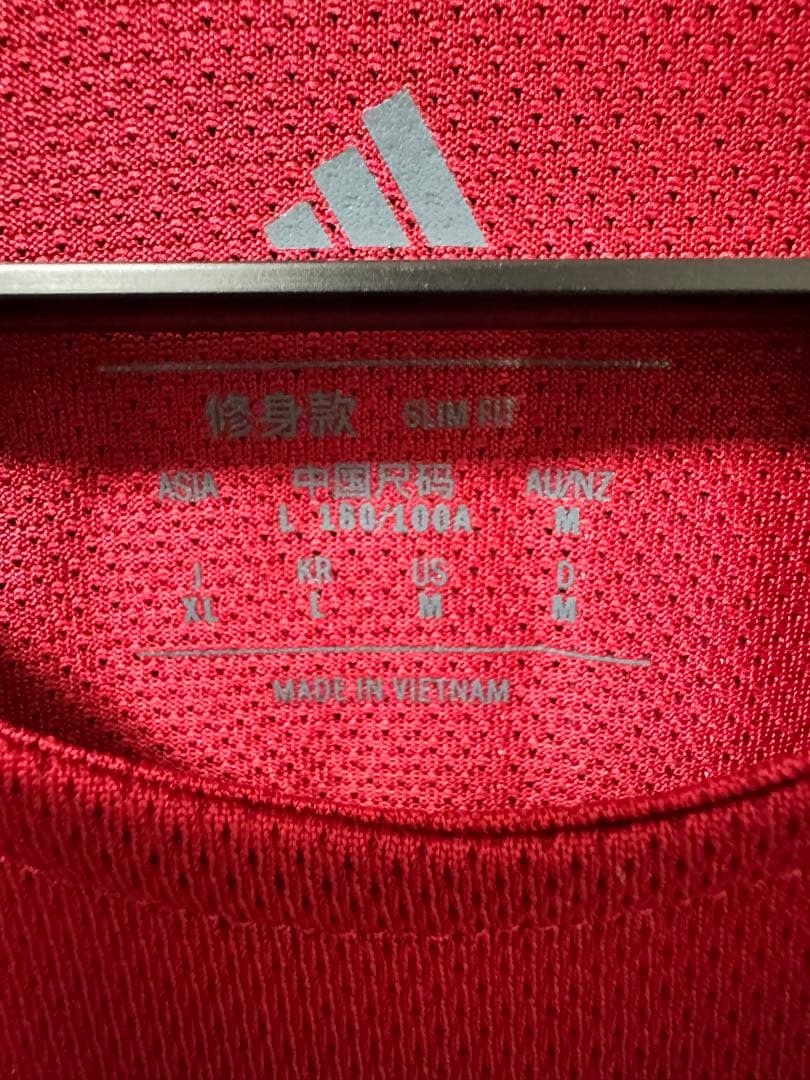 修身款 SLIM FIT
ASIA 中国尺码 AU/NZ
L 180/100A M
J KR US D
XL L M M
MADE IN VIETNAM